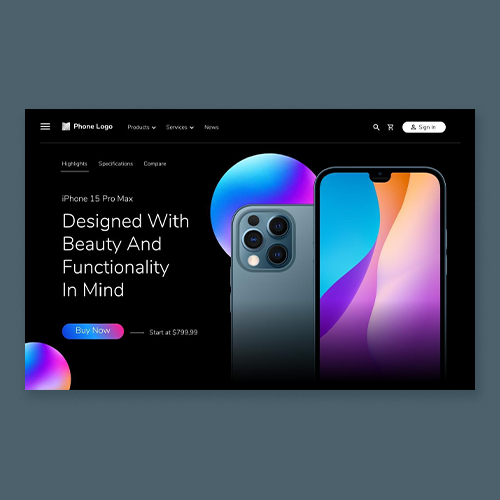 Phone Logo
Products
Services
News
Sign In
Highlights
Specifications
Compare
iPhone 15 Pro Max
Designed With
Beauty And
Functionality
In Mind
Buy Now
Start at $799,99